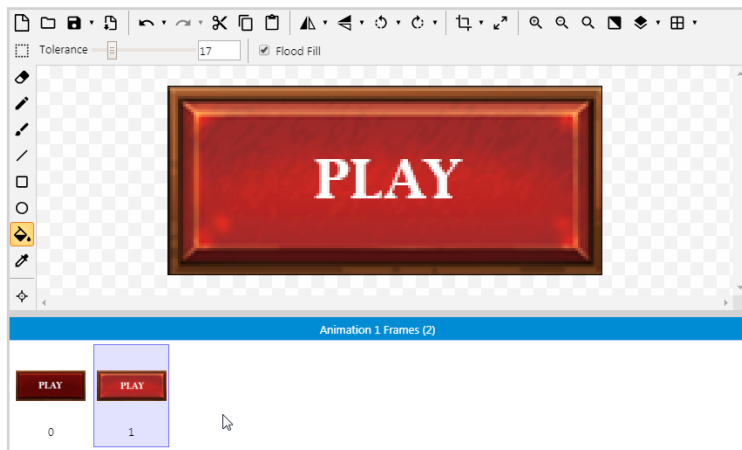 Tolerance 17 Flood Fill
PLAY
Animation 1 Frames (2)
PLAY PLAY
0 1